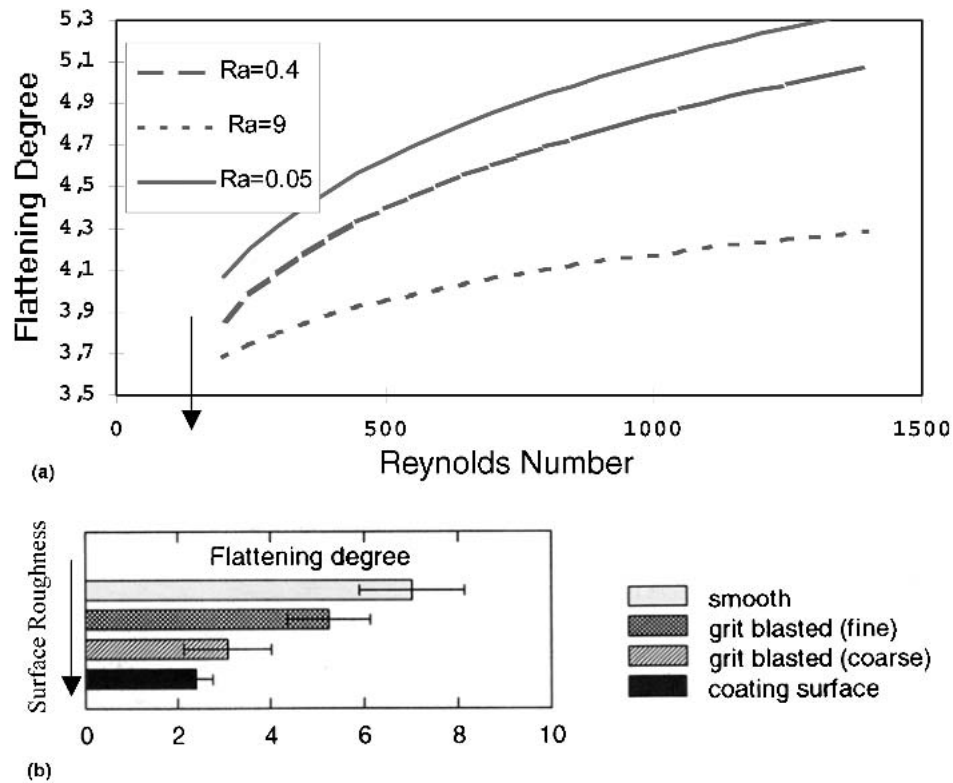 5,3
5,1
4,9
4,7
4,5
4,3
4,1
3,9
3,7
3,5
Flattening Degree
Ra=0.4
Ra=9
Ra=0.05
0 500 1000 1500
Reynolds Number
(a)
Surface Roughness
Flattening degree
0 2 4 6 8 10
smooth
grit blasted (fine)
grit blasted (coarse)
coating surface
(b)